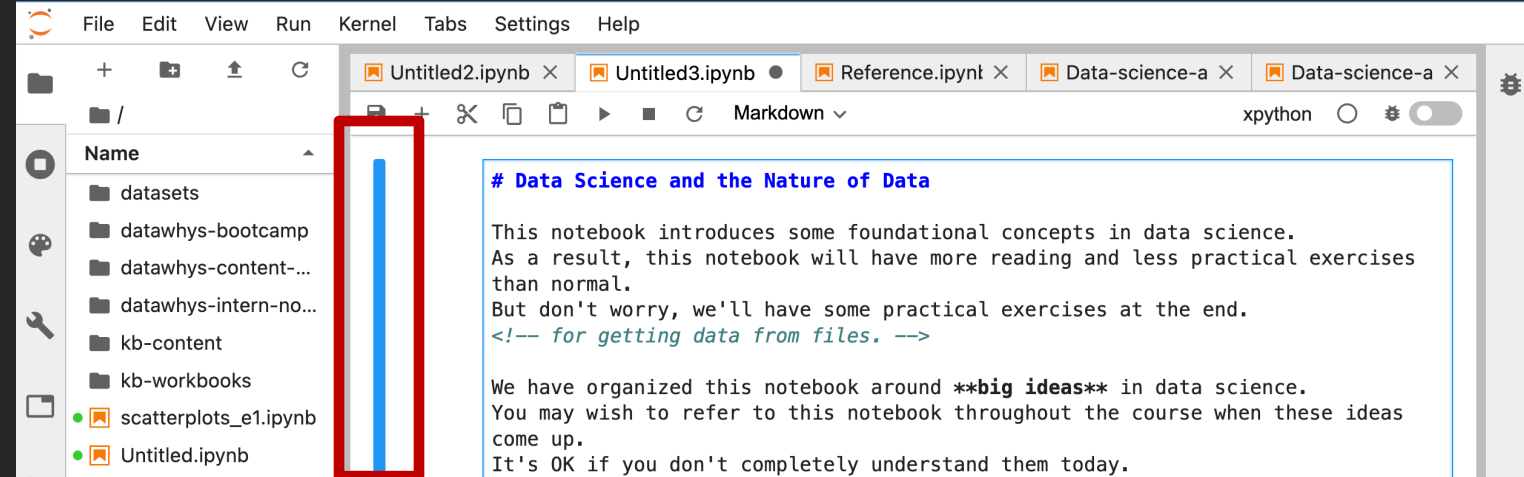 File Edit View Run Kernel Tabs Settings Help
Untitled2.ipynb Untitled3.ipynb Reference.ipynb Data-science-a Data-science-a
/
Markdown xpython
Name
datasets
datawhys-bootcamp
datawhys-content-...
datawhys-intern-no...
kb-content
kb-workbooks
scatterplots_e1.ipynb
Untitled.ipynb
# Data Science and the Nature of Data
This notebook introduces some foundational concepts in data science.
As a result, this notebook will have more reading and less practical exercises
than normal.
But don't worry, we'll have some practical exercises at the end.
<!-- for getting data from files. -->
We have organized this notebook around **big ideas** in data science.
You may wish to refer to this notebook throughout the course when these ideas
come up.
It's OK if you don't completely understand them today.